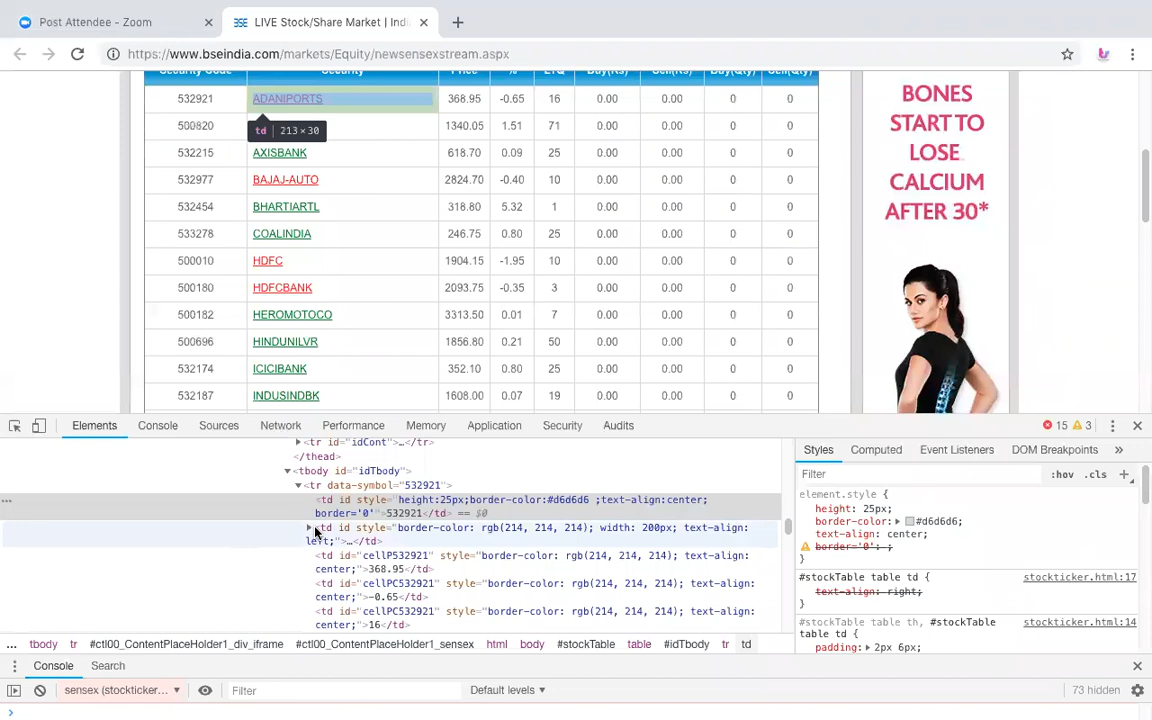 Post Attendee - Zoom
LIVE Stock/Share Market | Indi
https://www.bseindia.com/markets/Equity/newsensexstream.aspx
Security Code Security Price % LTQ Buy(Rs) Sell(Rs) Buy(Qty) Sell(Qty)
532921 ADANIPORTS 368.95 -0.65 16 0.00 0.00 0 0
td 213 × 30
500820 1340.05 1.51 71 0.00 0.00 0 0
532215 AXISBANK 618.70 0.09 25 0.00 0.00 0 0
532977 BAJAJ-AUTO 2824.70 -0.40 10 0.00 0.00 0 0
532454 BHARTIARTL 318.80 5.32 1 0.00 0.00 0 0
533278 COALINDIA 246.75 0.80 25 0.00 0.00 0 0
500010 HDFC 1904.15 -1.95 10 0.00 0.00 0 0
500180 HDFCBANK 2093.75 -0.35 3 0.00 0.00 0 0
500182 HEROMOTOCO 3313.50 0.01 7 0.00 0.00 0 0
500696 HINDUNILVR 1856.80 0.21 50 0.00 0.00 0 0
532174 ICICIBANK 352.10 0.80 25 0.00 0.00 0 0
532187 INDUSINDBK 1608.00 0.07 19 0.00 0.00 0 0
BONES
START TO
LOSE
CALCIUM
AFTER 30*
Elements Console Sources Network Performance Memory Application Security Audits 15 3
<tr id="idCont">…</tr>
</thead>
<tbody id="idTbody">
<tr data-symbol="532921">
... <td id style="height:25px;border-color:#d6d6d6 ;text-align:center;
border='0'">532921</td> == $0
<td id style="border-color: rgb(214, 214, 214); width: 200px; text-align:
left;">…</td>
<td id="cellP532921" style="border-color: rgb(214, 214, 214); text-align:
center;">368.95</td>
<td id="cellPC532921" style="border-color: rgb(214, 214, 214); text-align:
center;">-0.65</td>
<td id="cellPC532921" style="border-color: rgb(214, 214, 214); text-align:
center;">16</td>
... tbody tr #ctl00_ContentPlaceHolder1_div_iframe #ctl00_ContentPlaceHolder1_sensex html body #stockTable table #idTbody tr td
Styles Computed Event Listeners DOM Breakpoints »
Filter :hov .cls +
element.style {
height: 25px;
border-color: #d6d6d6;
text-align: center;
border='0': ;
}
#stockTable table td { stockticker.html:17
text-align: right;
}
#stockTable table th, #stockTable stockticker.html:14
table td {
padding: 2px 6px;
Console Search
sensex (stockticker... Filter Default levels 73 hidden
>